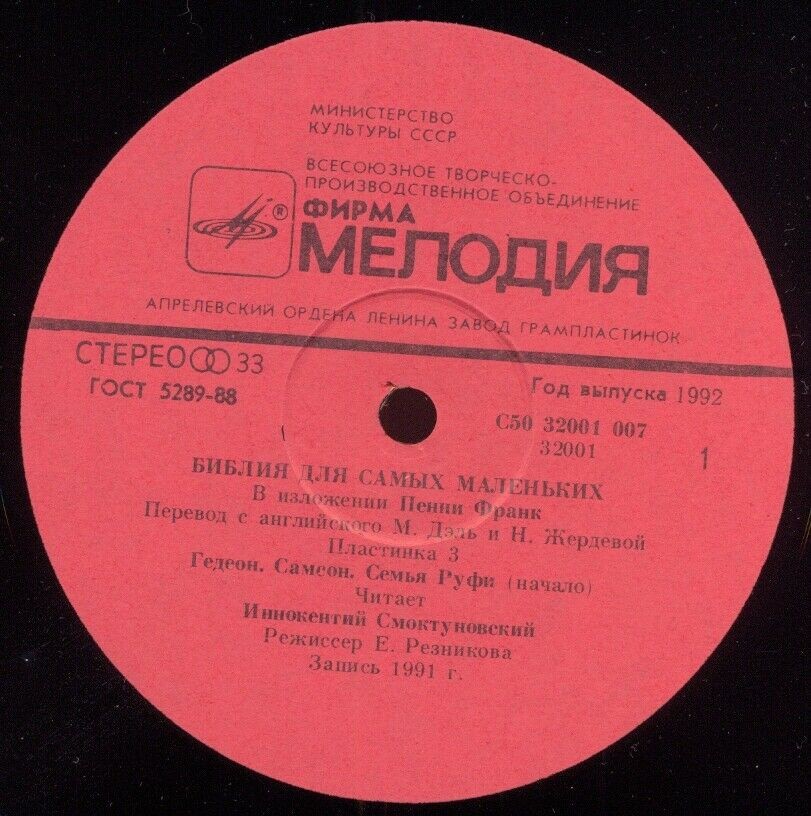 МИНИСТЕРСТВО
КУЛЬТУРЫ СССР
ВСЕСОЮЗНОЕ ТВОРЧЕСКО-
ПРОИЗВОДСТВЕННОЕ ОБЪЕДИНЕНИЕ
®
ФИРМА
МЕЛОДИЯ
АПРЕЛЕВСКИЙ ОРДЕНА ЛЕНИНА ЗАВОД ГРАМПЛАСТИНОК
СТЕРЕО 33
ГОСТ 5289-88
Год выпуска 1992
С50 32001 007
32001
1
БИБЛИЯ ДЛЯ САМЫХ МАЛЕНЬКИХ
В изложении Пенни Франк
Перевод с английского М. Дэль и Н. Жердевой
Пластинка 3
Гедеон. Самсон. Семья Руфи (начало)
Читает
Иннокентий Смоктуновский
Режиссер Е. Резникова
Запись 1991 г.